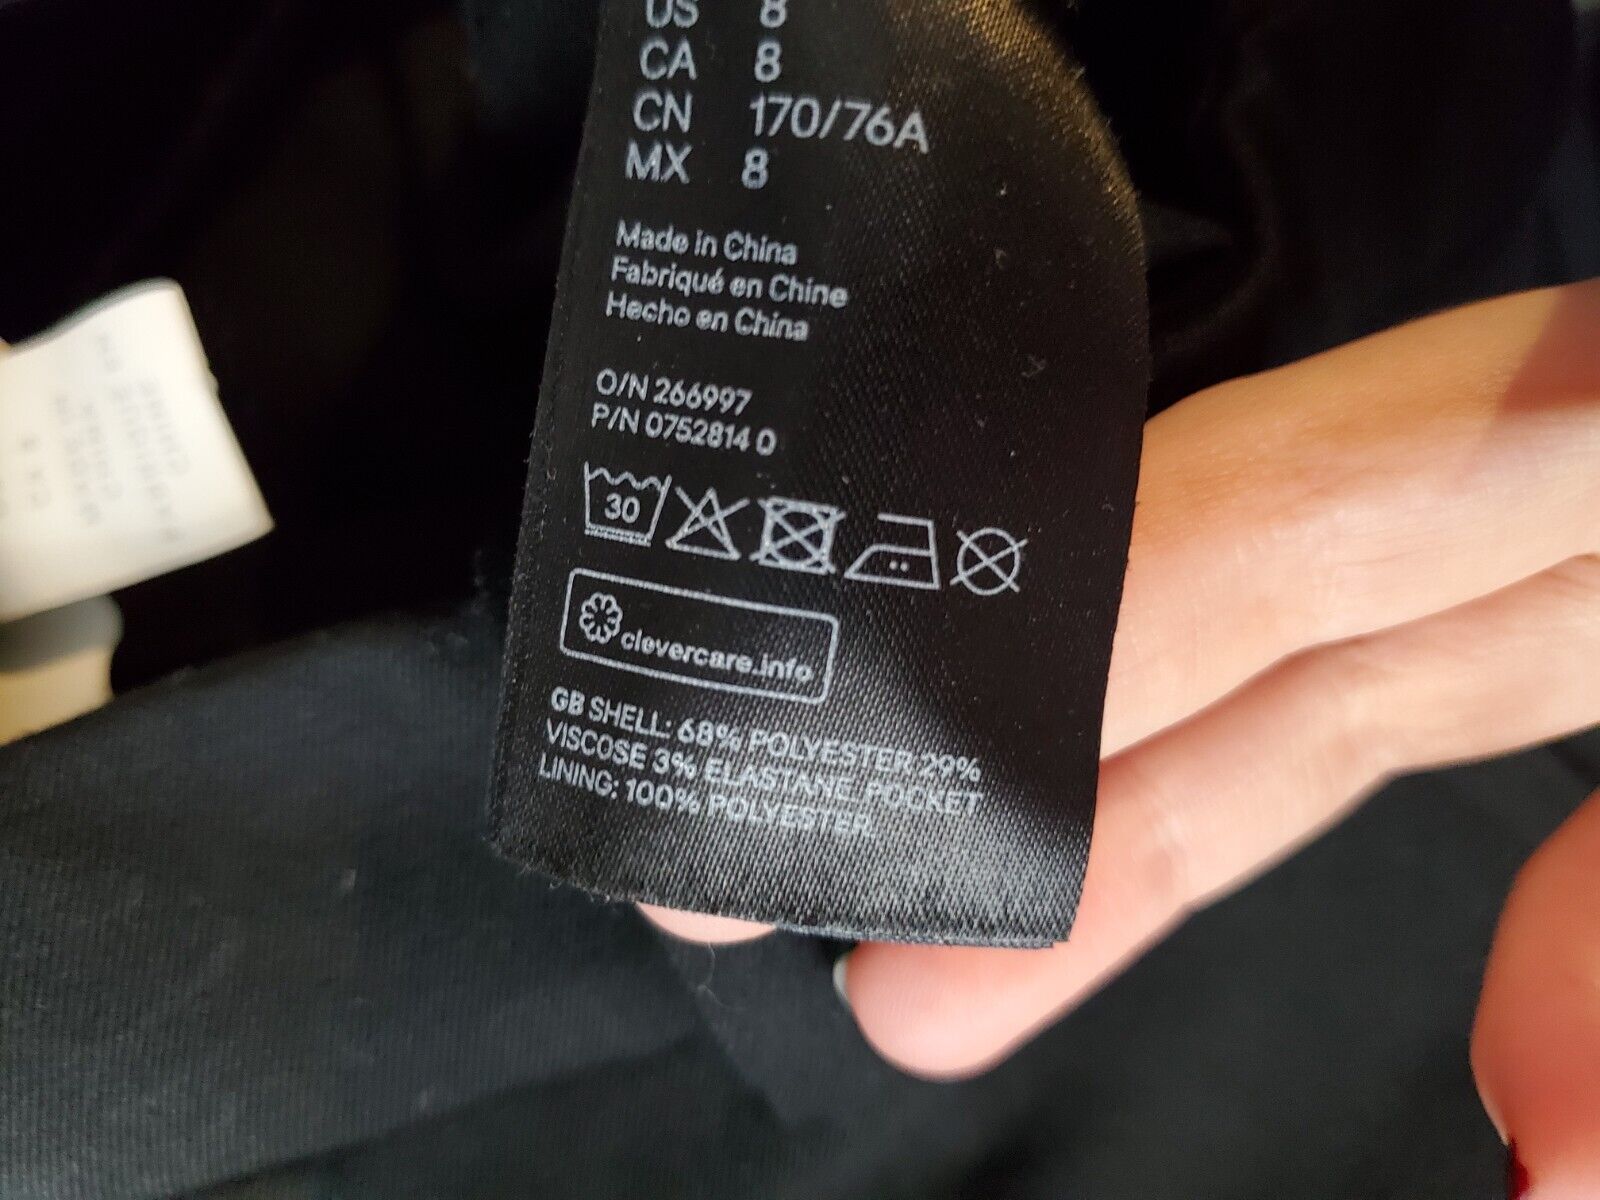 US 8
CA 8
CN 170/76A
MX 8
Made in China
Fabriqué en Chine
Hecho en China
O/N 266997
P/N 0752814 0
30
clevercare.info
GB SHELL: 68% POLYESTER 29%
VISCOSE 3% ELASTANE. POCKET
LINING: 100% POLYESTER